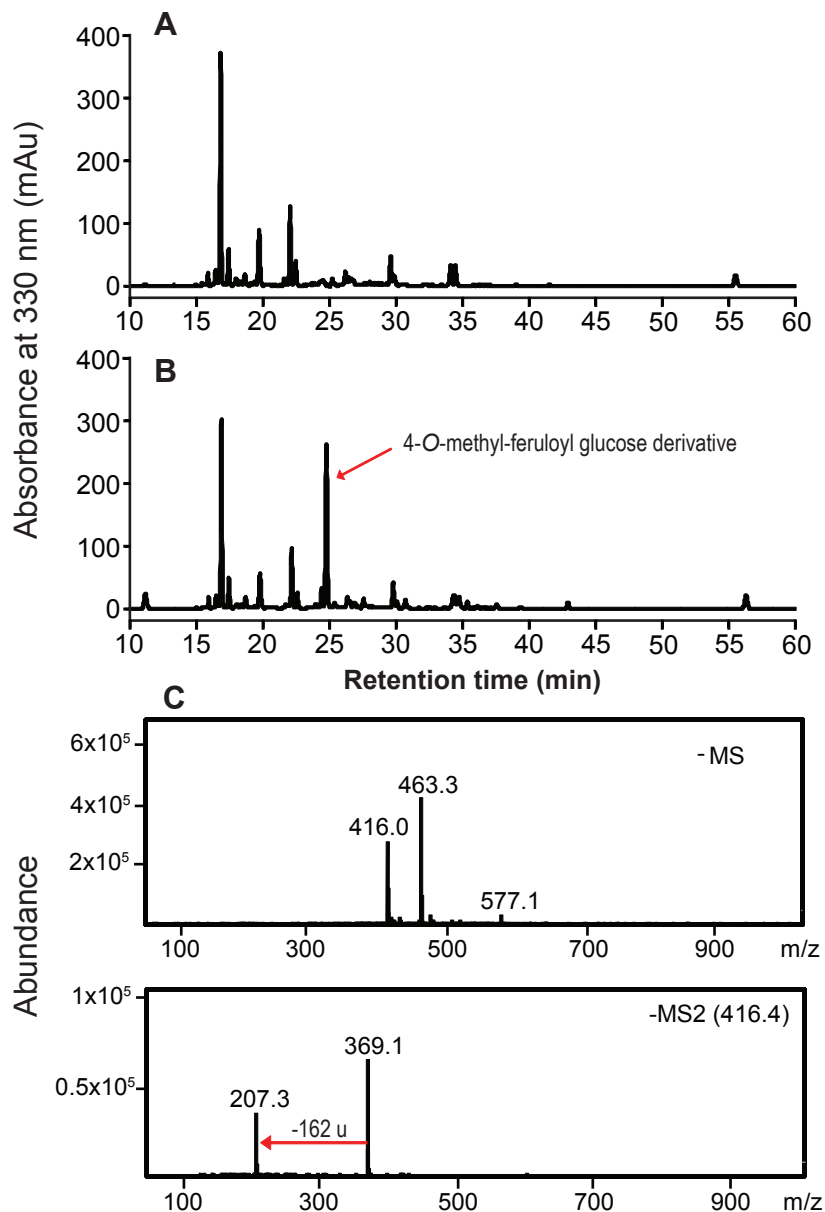 A
Absorbance at 330 nm (mAu)
400
300
200
100
0
10 15 20 25 30 35 40 45 50 55 60
B
400
300
200
100
0
4-O-methyl-feruloyl glucose derivative
10 15 20 25 30 35 40 45 50 55 60
Retention time (min)
C
Abundance
6x10⁵
4x10⁵
2x10⁵
-MS
463.3
416.0
577.1
100 300 500 700 900 m/z
1x10⁵
0.5x10⁵
-MS2 (416.4)
369.1
207.3
-162 u
100 300 500 700 900 m/z